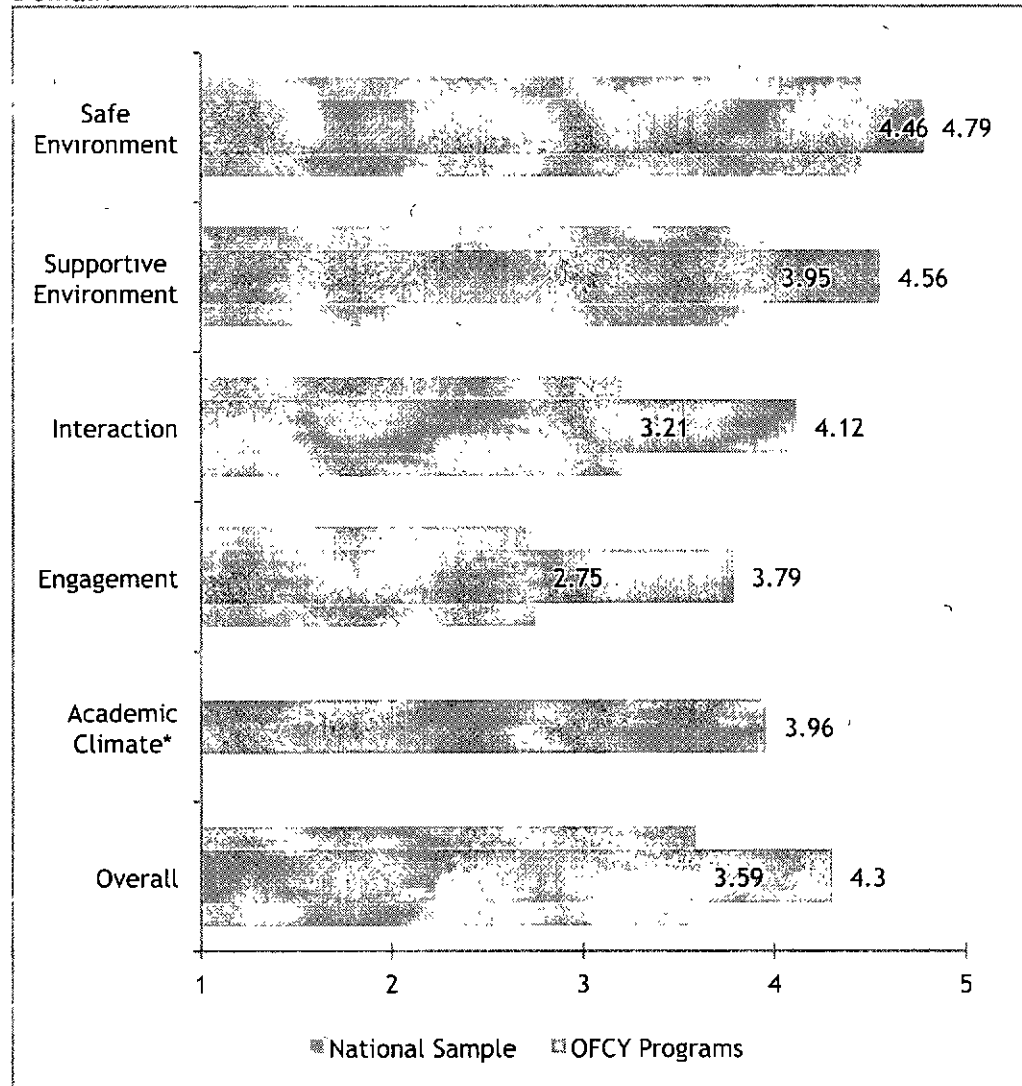 Safe
Environment
4.46 4.79
Supportive
Environment
3.95 4.56
Interaction
3.21 4.12
Engagement
2.75 3.79
Academic
Climate*
3.96
Overall
3.59 4.3
1 2 3 4 5
National Sample OFCY Programs